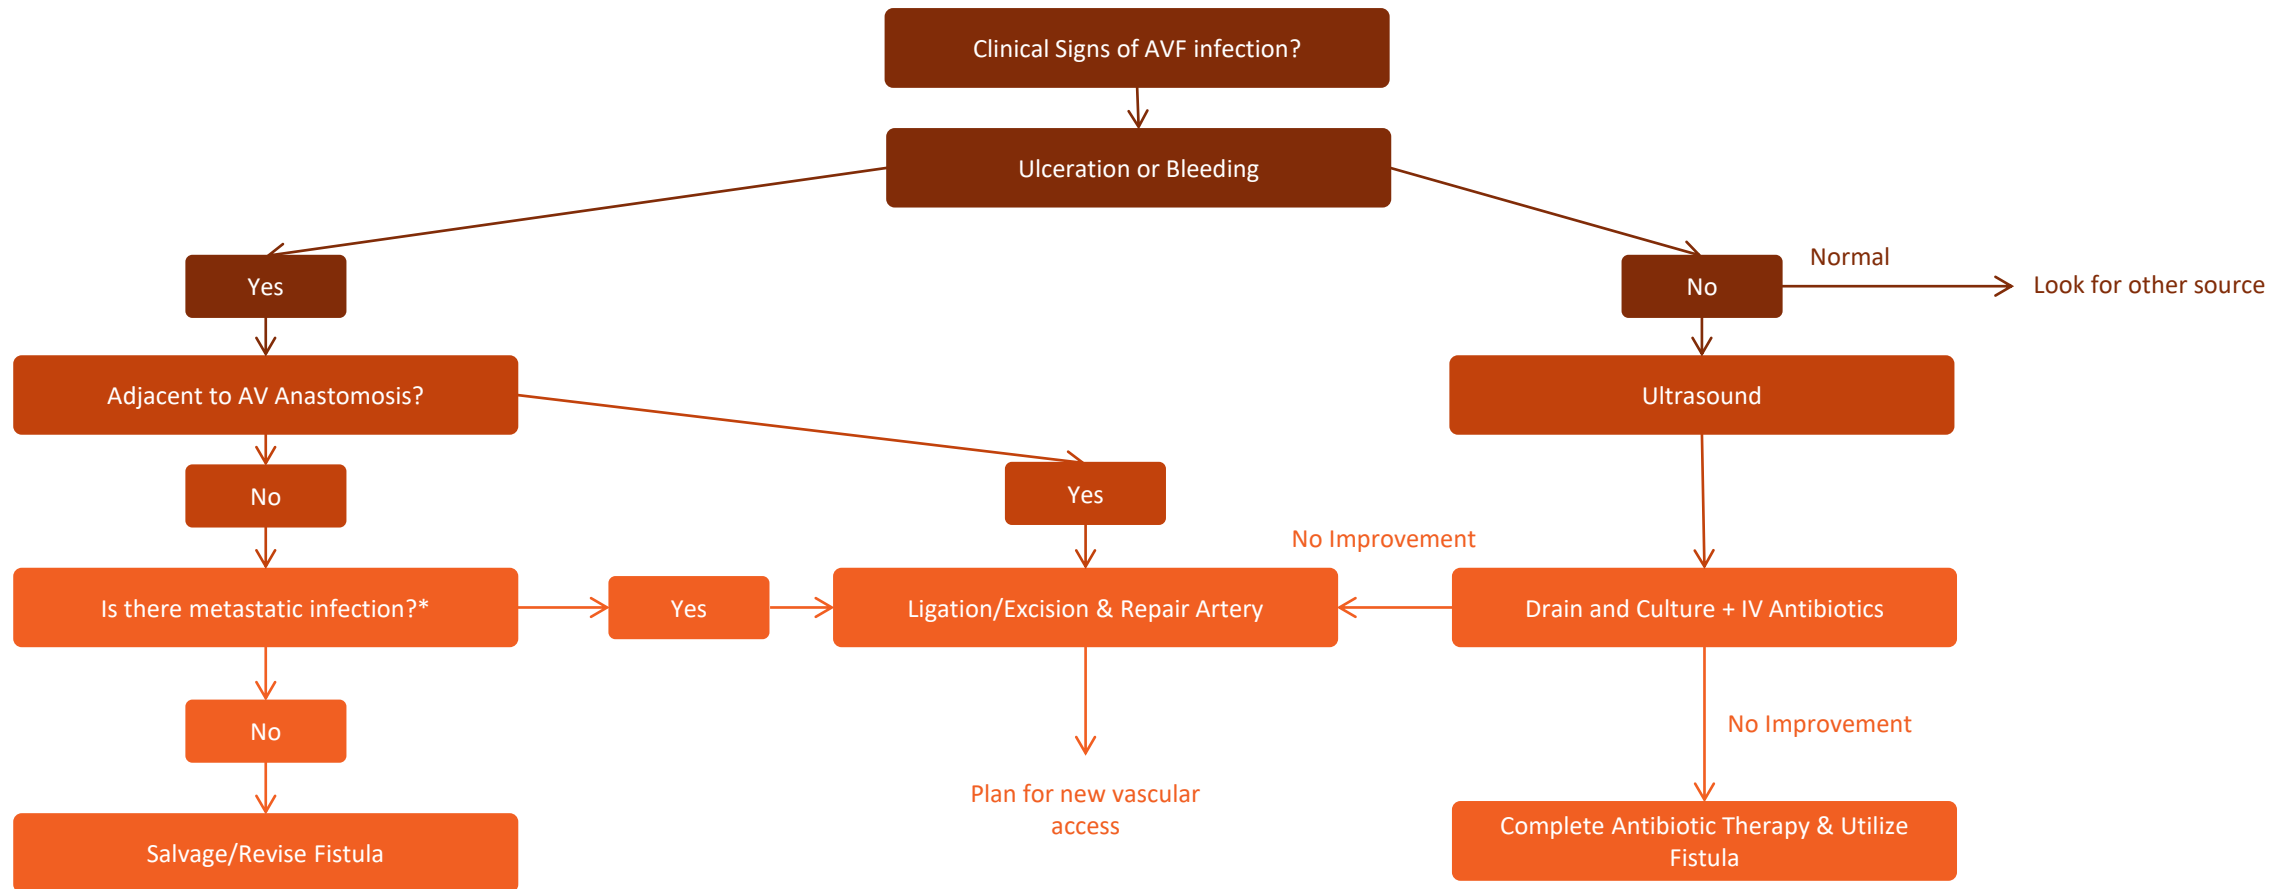 Clinical Signs of AVF infection?
Ulceration or Bleeding
Yes
No
Normal
Look for other source
Adjacent to AV Anastomosis?
Ultrasound
No
Yes
No Improvement
Is there metastatic infection?*
Yes
Ligation/Excision & Repair Artery
Drain and Culture + IV Antibiotics
No
No Improvement
Plan for new vascular
access
Salvage/Revise Fistula
Complete Antibiotic Therapy & Utilize
Fistula